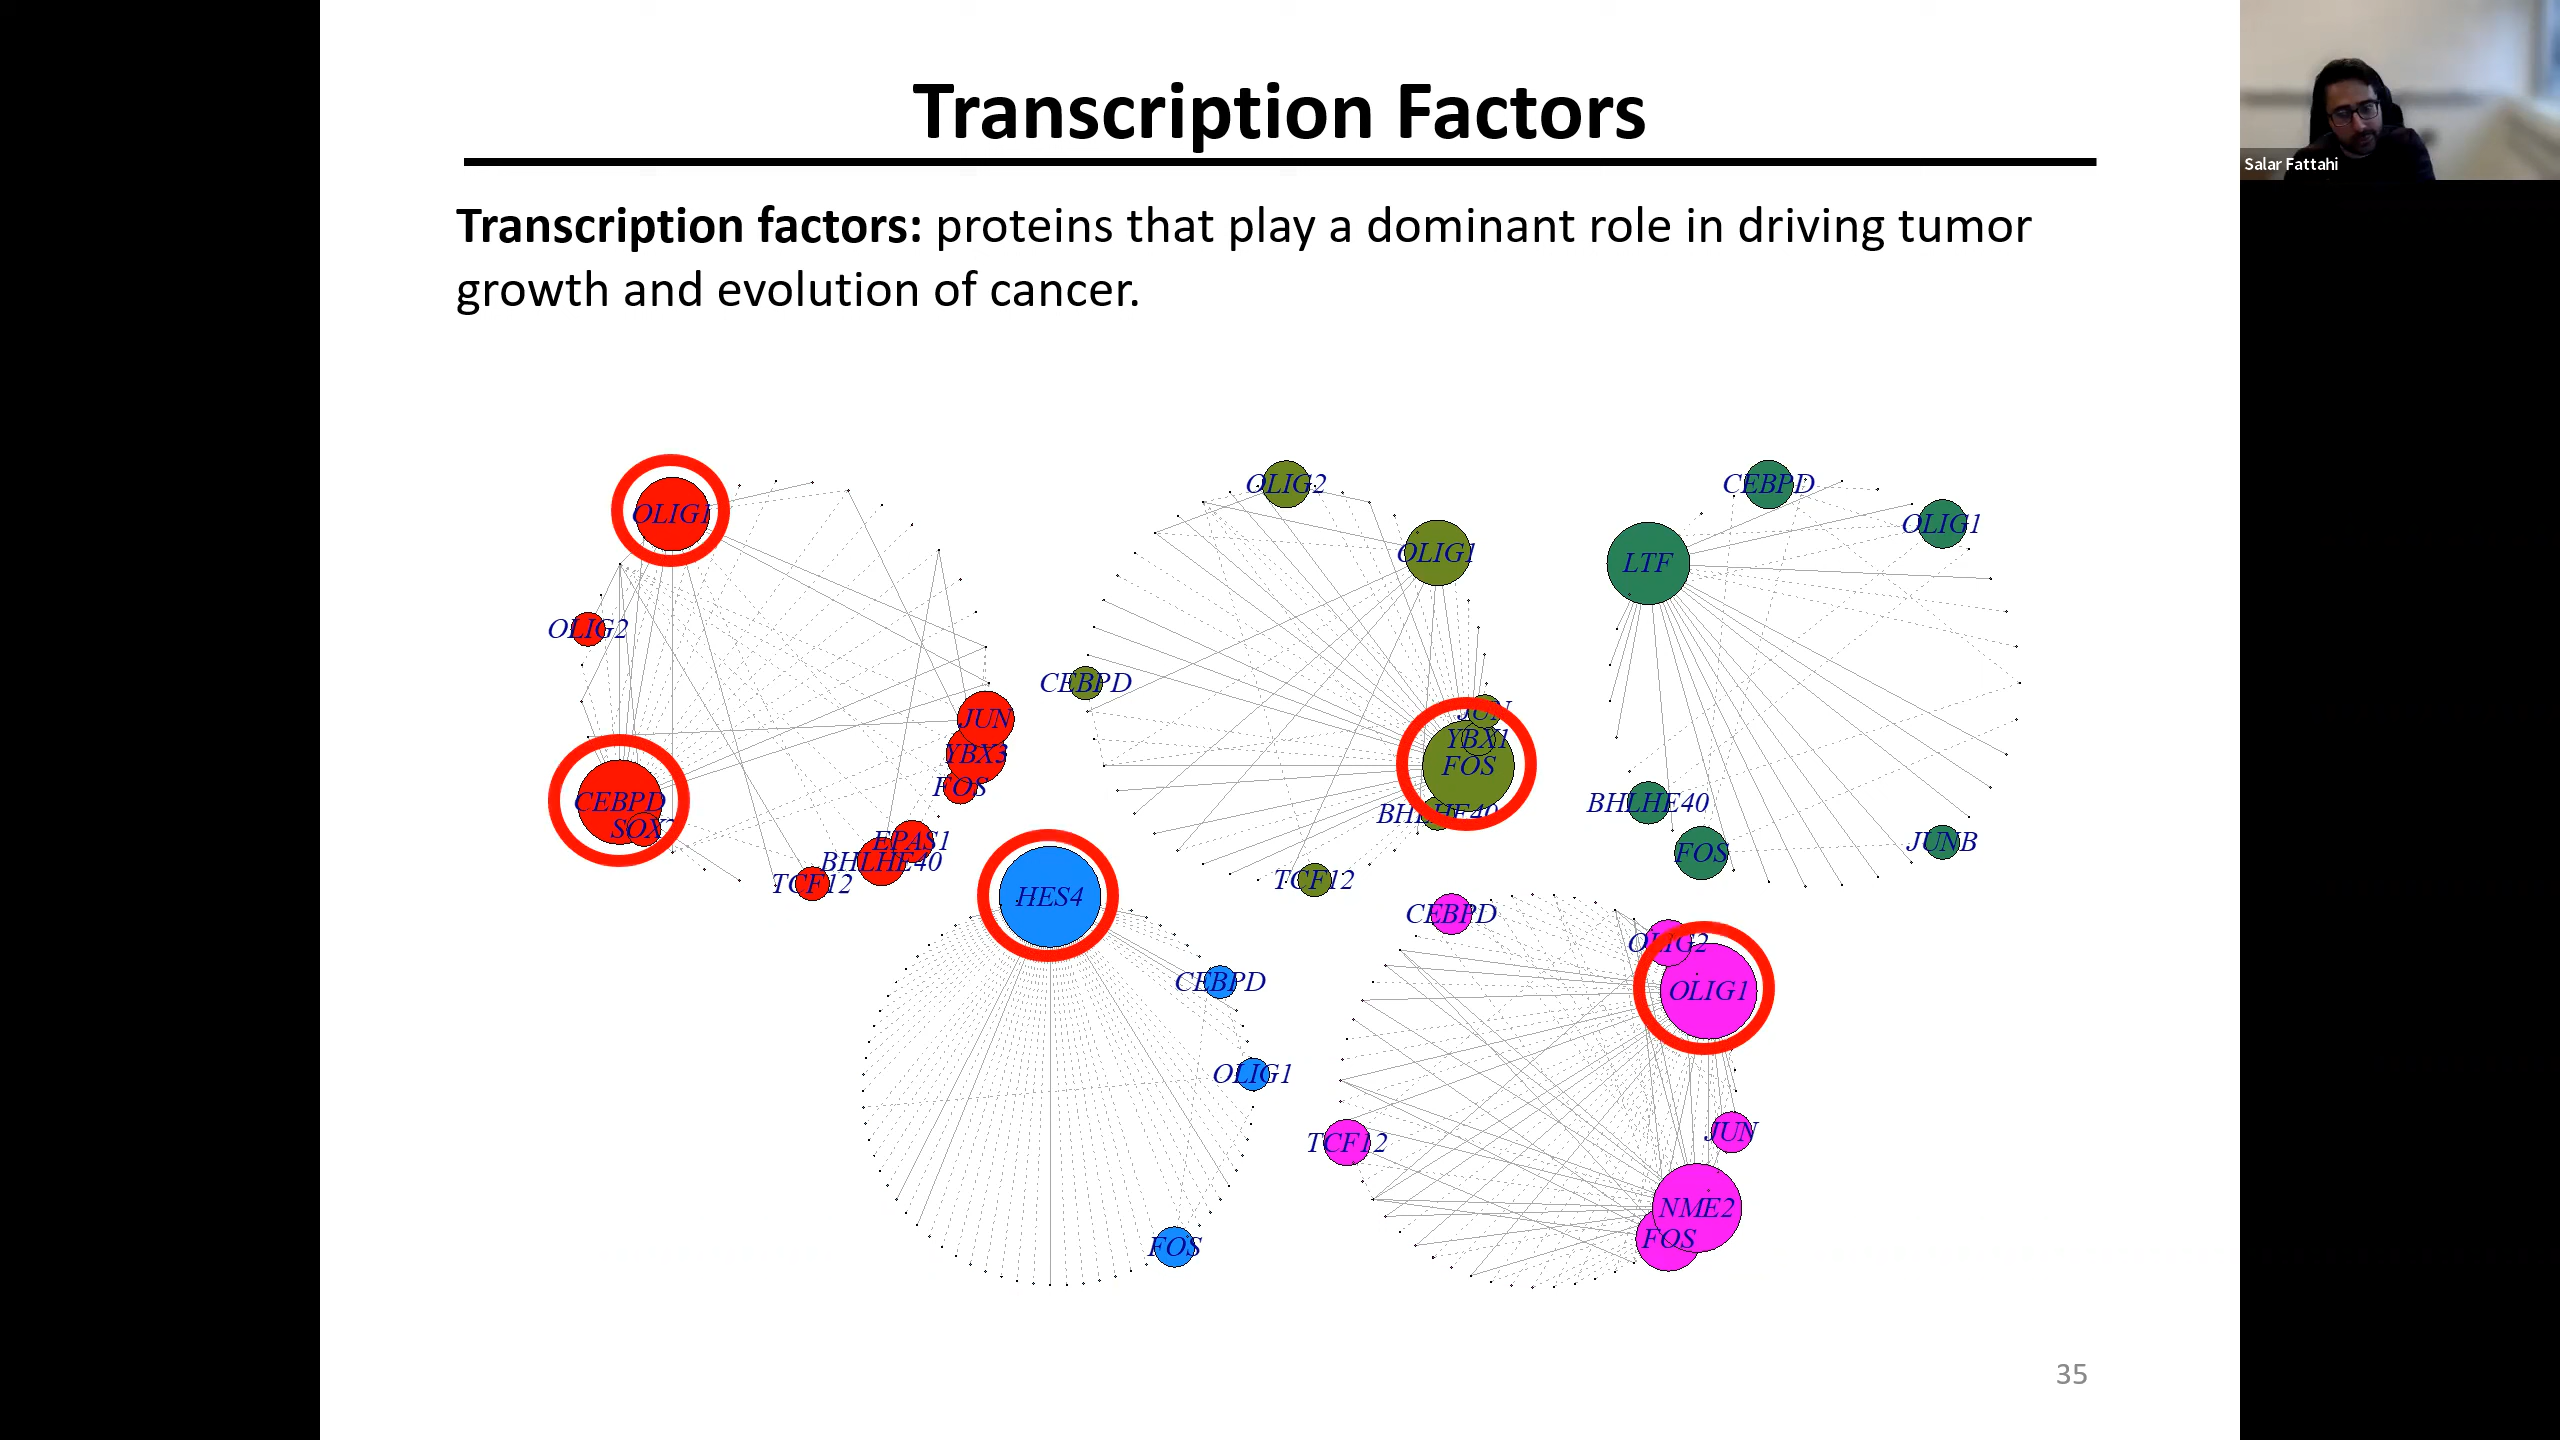 Transcription Factors
Salar Fattahi
Transcription factors: proteins that play a dominant role in driving tumor
growth and evolution of cancer.
OLIG1
OLIG2
CEBPD
JUN
YBX3
FOS
EPAS1
BHLHE40
TCF12
OLIG2
OLIG1
CEBPD
JUN
YBX1
FOS
BHLHE40
TCF12
CEBPD
OLIG1
LTF
BHLHE40
FOS
JUNB
HES4
CEBPD
OLIG1
FOS
CEBPD
OLIG2
OLIG1
TCF12
JUN
NME2
FOS
35